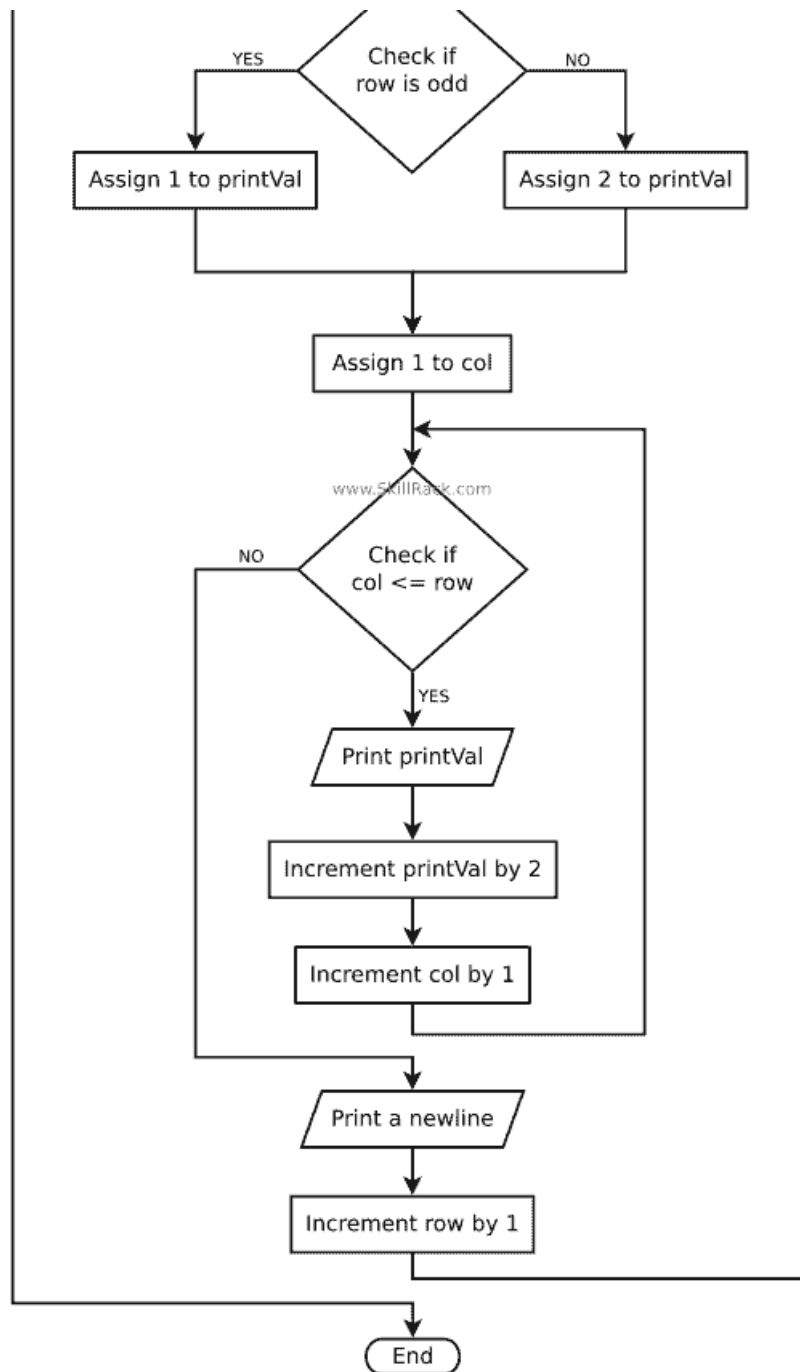 Check if
row is odd
YES
NO
Assign 1 to printVal
Assign 2 to printVal
Assign 1 to col
www.SkillRack.com
Check if
col <= row
NO
YES
Print printVal
Increment printVal by 2
Increment col by 1
Print a newline
Increment row by 1
End